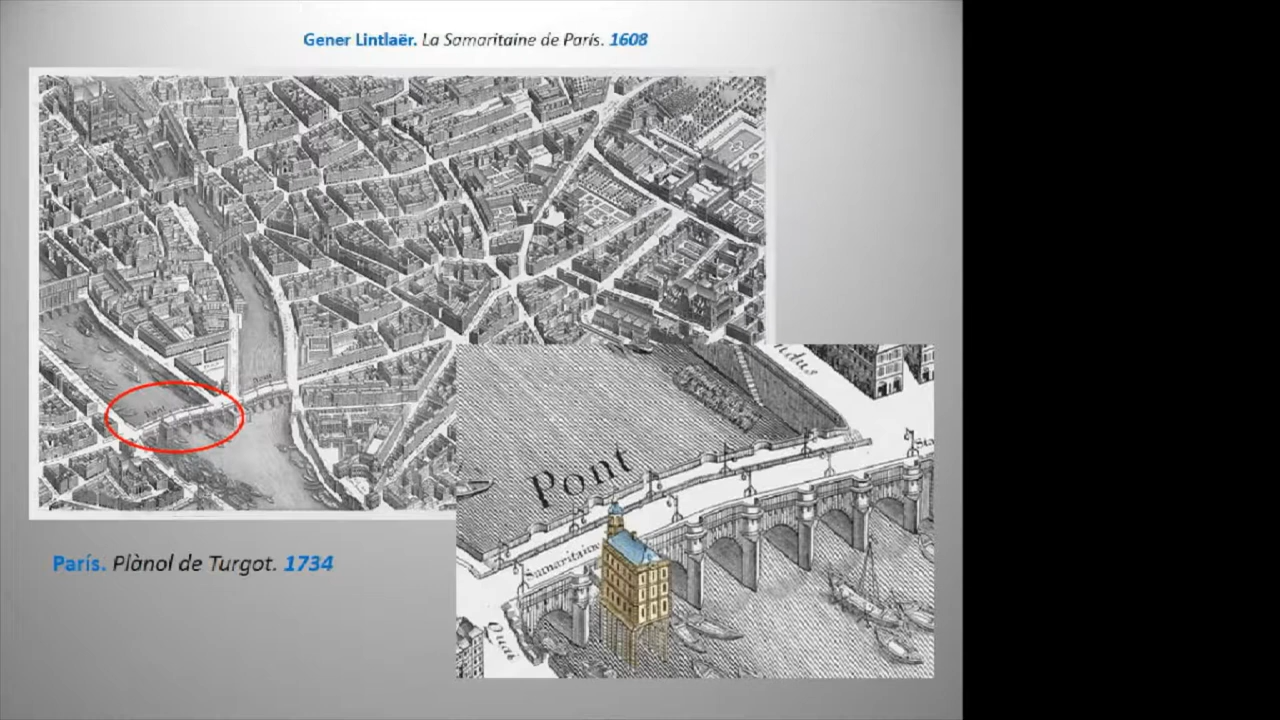 Gener Lintlaër. La Samaritaine de París. 1608
Pont
Samaritaine
Quai
París. Plànol de Turgot. 1734